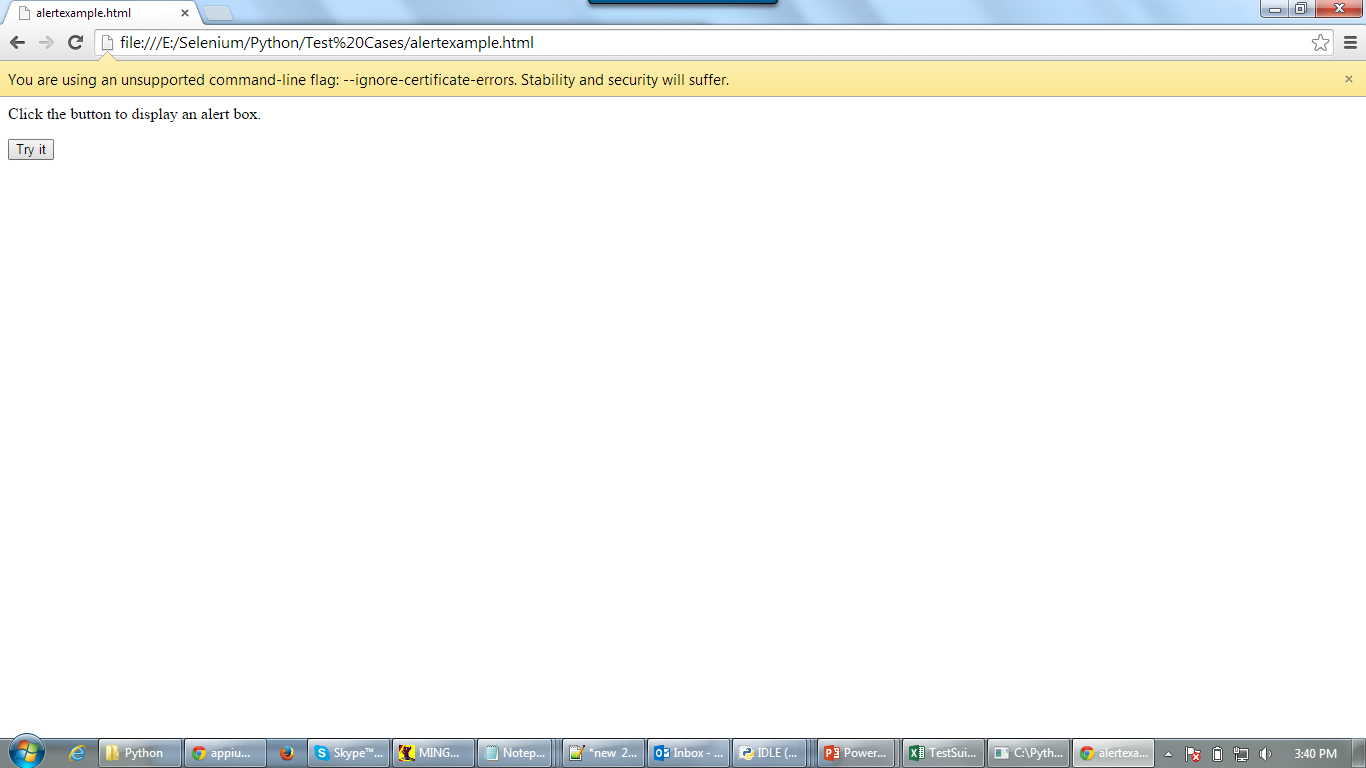 alertexample.html
file:///E:/Selenium/Python/Test%20Cases/alertexample.html
You are using an unsupported command-line flag: --ignore-certificate-errors. Stability and security will suffer.
Click the button to display an alert box.
Try it
Python appiu... Skype™... MING... Notep... *new 2... Inbox - ... IDLE (... Power... TestSui... C:\Pyth... alertexa... 3:40 PM